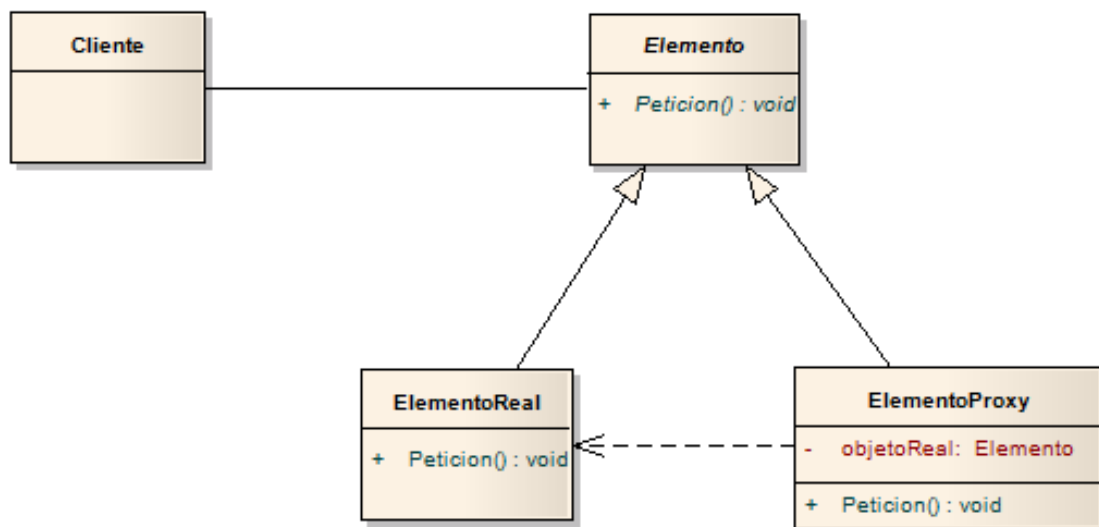 Cliente
Elemento
+ Peticion() : void
ElementoReal
+ Peticion() : void
ElementoProxy
- objetoReal: Elemento
+ Peticion() : void